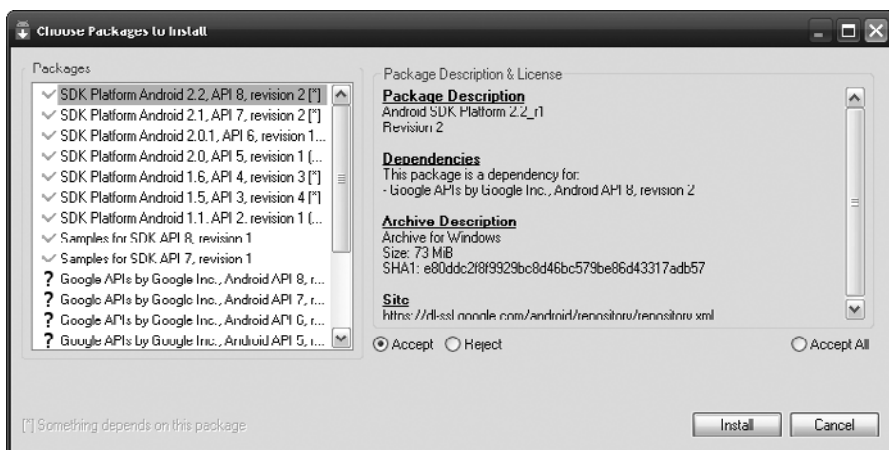 Choose Packages to Install
Packages
SDK Platform Android 2.2, API 8, revision 2 [*]
SDK Platform Android 2.1, API 7, revision 2 [*]
SDK Platform Android 2.0.1, API 6, revision 1...
SDK Platform Android 2.0, API 5, revision 1 (...
SDK Platform Android 1.6, API 4, revision 3 [*]
SDK Platform Android 1.5, API 3, revision 4 [*]
SDK Platform Android 1.1. API 2, revision 1 (...
Samples for SDK API 8, revision 1
Samples for SDK API 7, revision 1
? Google APIs by Google Inc., Android API 8, r...
? Google APIs by Google Inc., Android API 7, r...
? Google APIs by Google Inc., Android API 6, r...
? Google APIs by Google Inc., Android API 5, r...
[*] Something depends on this package
Package Description & License
Package Description
Android SDK Platform 2.2_r1
Revision 2
Dependencies
This package is a dependency for:
- Google APIs by Google Inc., Android API 8, revision 2
Archive Description
Archive for Windows
Size: 73 MiB
SHA1: e80ddc2f8f9929bc8d46bc579be86d43317adb57
Site
https://dl-ssl.google.com/android/repository/repository.xml
Accept Reject Accept All
Install Cancel